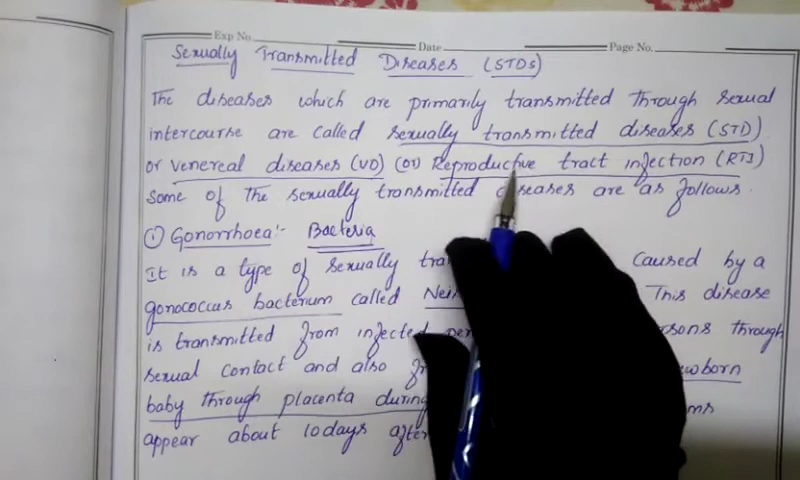 Exp No.
Date
Page No.
Sexually Transmitted Diseases (STDs)
The diseases which are primarily transmitted through sexual
intercourse are called sexually transmitted diseases (STD)
or venereal diseases (VD) (or) Reproductive tract infection (RTI)
Some of the sexually transmitted diseases are as follows.
① Gonorrhoea:- Bacteria
It is a type of sexually caused by a
gonococcus bacterium called This disease
is transmitted from infected through
sexual contact and also
baby through placenta during
appear about 10days after